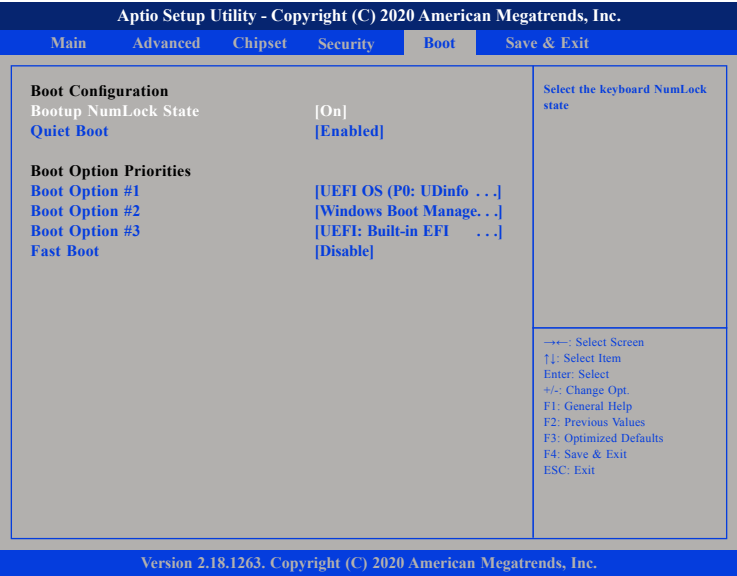 Aptio Setup Utility - Copyright (C) 2020 American Megatrends, Inc.
Main Advanced Chipset Security Boot Save & Exit
Boot Configuration
Bootup NumLock State [On]
Quiet Boot [Enabled]
Boot Option Priorities
Boot Option #1 [UEFI OS (P0: UDinfo . . .]
Boot Option #2 [Windows Boot Manage. . .]
Boot Option #3 [UEFI: Built-in EFI . . .]
Fast Boot [Disable]
Select the keyboard NumLock
state
→←: Select Screen
↑↓: Select Item
Enter: Select
+/-: Change Opt.
F1: General Help
F2: Previous Values
F3: Optimized Defaults
F4: Save & Exit
ESC: Exit
Version 2.18.1263. Copyright (C) 2020 American Megatrends, Inc.